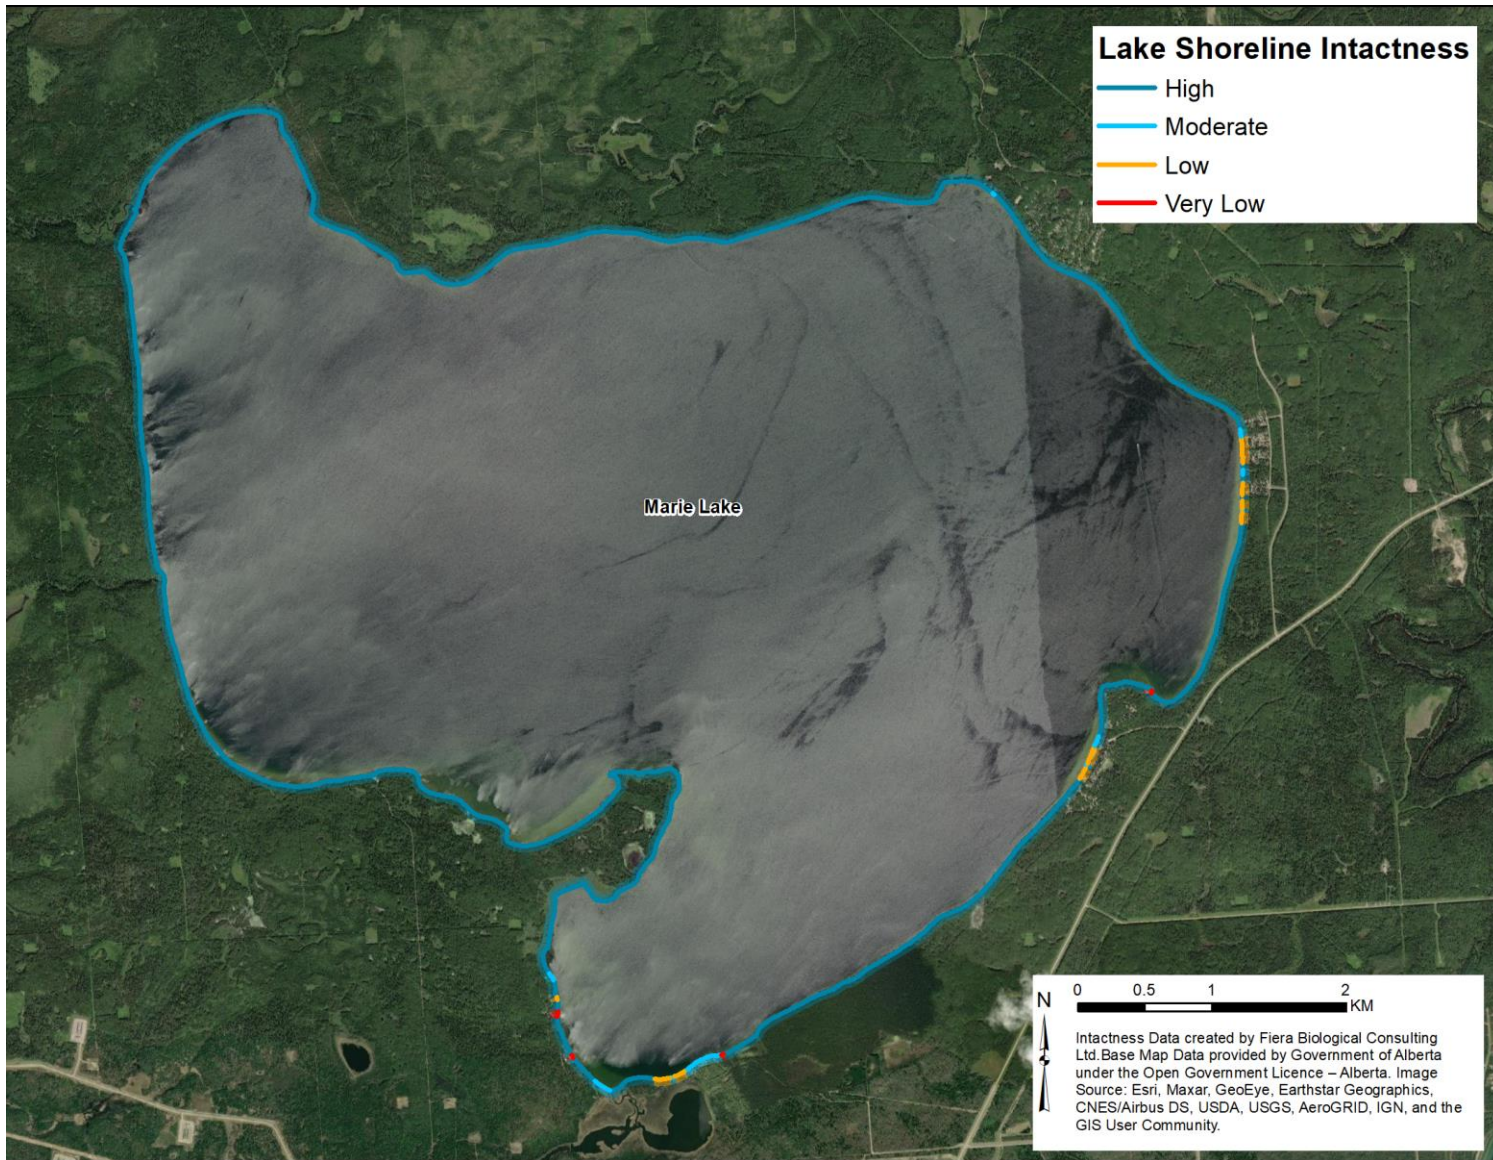 Lake Shoreline Intactness
High
Moderate
Low
Very Low
Marie Lake
N
0 0.5 1 2
KM
Intactness Data created by Fiera Biological Consulting
Ltd.Base Map Data provided by Government of Alberta
under the Open Government Licence – Alberta. Image
Source: Esri, Maxar, GeoEye, Earthstar Geographics,
CNES/Airbus DS, USDA, USGS, AeroGRID, IGN, and the
GIS User Community.